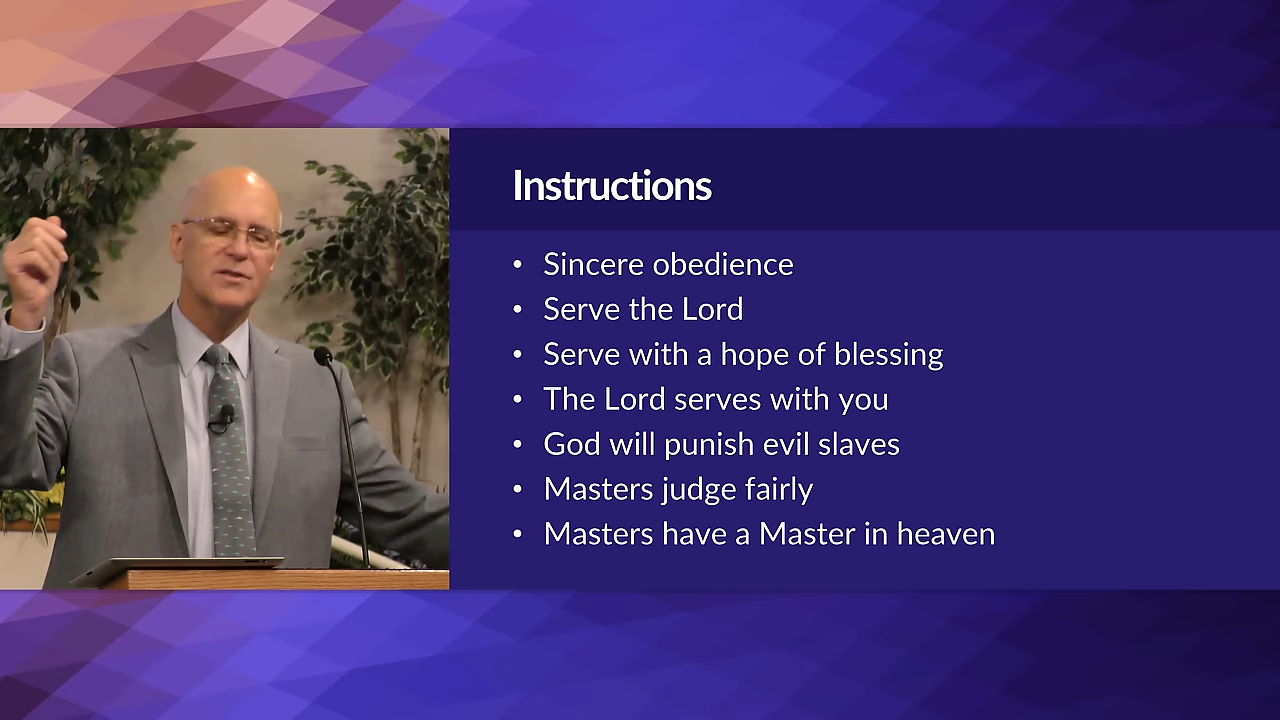 Instructions
• Sincere obedience
• Serve the Lord
• Serve with a hope of blessing
• The Lord serves with you
• God will punish evil slaves
• Masters judge fairly
• Masters have a Master in heaven